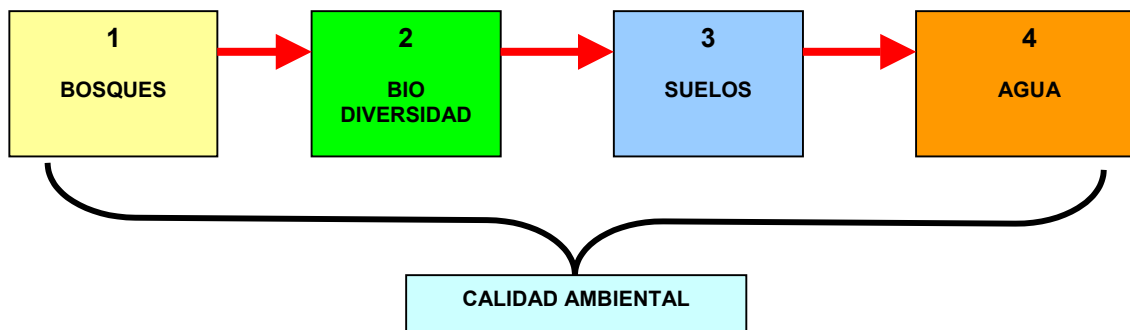 1
BOSQUES
2
BIO
DIVERSIDAD
3
SUELOS
4
AGUA
CALIDAD AMBIENTAL